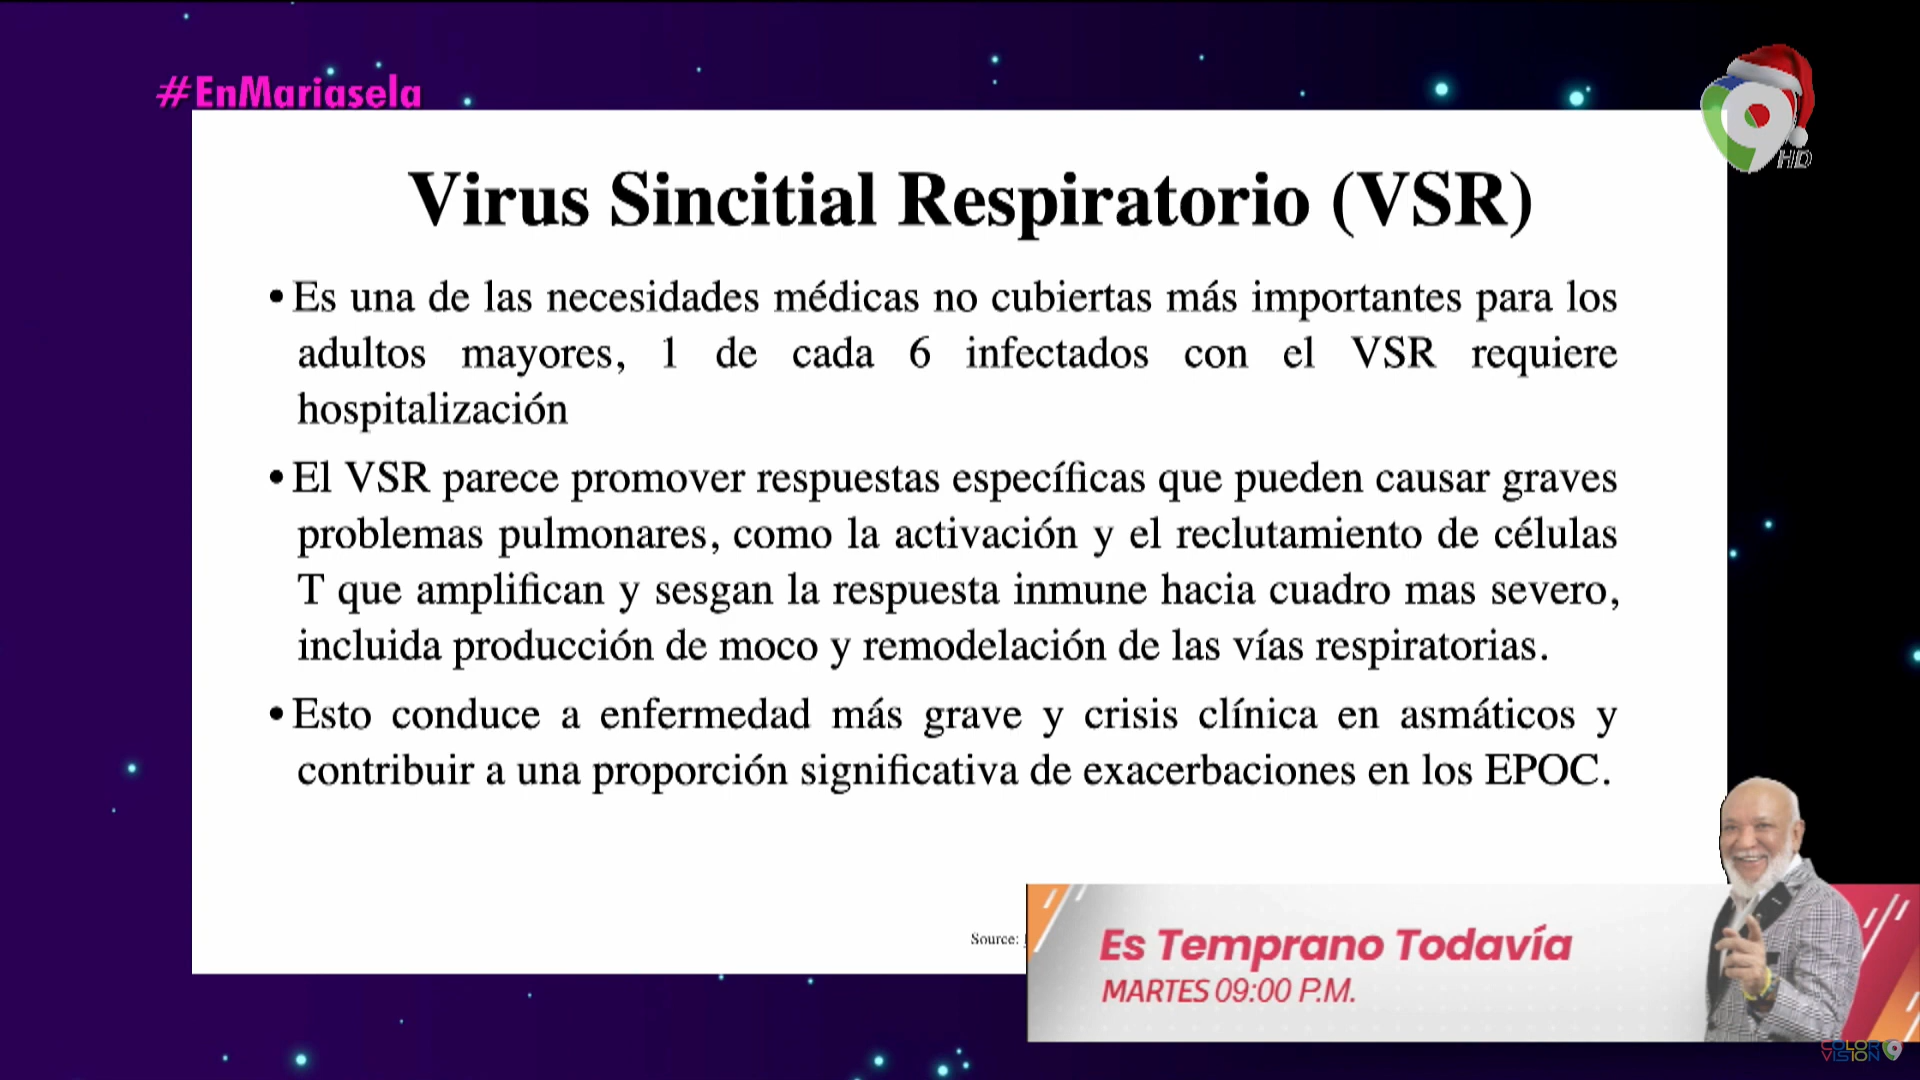 #EnMariasela
9
HD
Virus Sincitial Respiratorio (VSR)
•Es una de las necesidades médicas no cubiertas más importantes para los
adultos mayores, 1 de cada 6 infectados con el VSR requiere
hospitalización
•El VSR parece promover respuestas específicas que pueden causar graves
problemas pulmonares, como la activación y el reclutamiento de células
T que amplifican y sesgan la respuesta inmune hacia cuadro mas severo,
incluida producción de moco y remodelación de las vías respiratorias.
•Esto conduce a enfermedad más grave y crisis clínica en asmáticos y
contribuir a una proporción significativa de exacerbaciones en los EPOC.
Source:
Es Temprano Todavía
MARTES 09:00 P.M.
COLOR
VISION 9